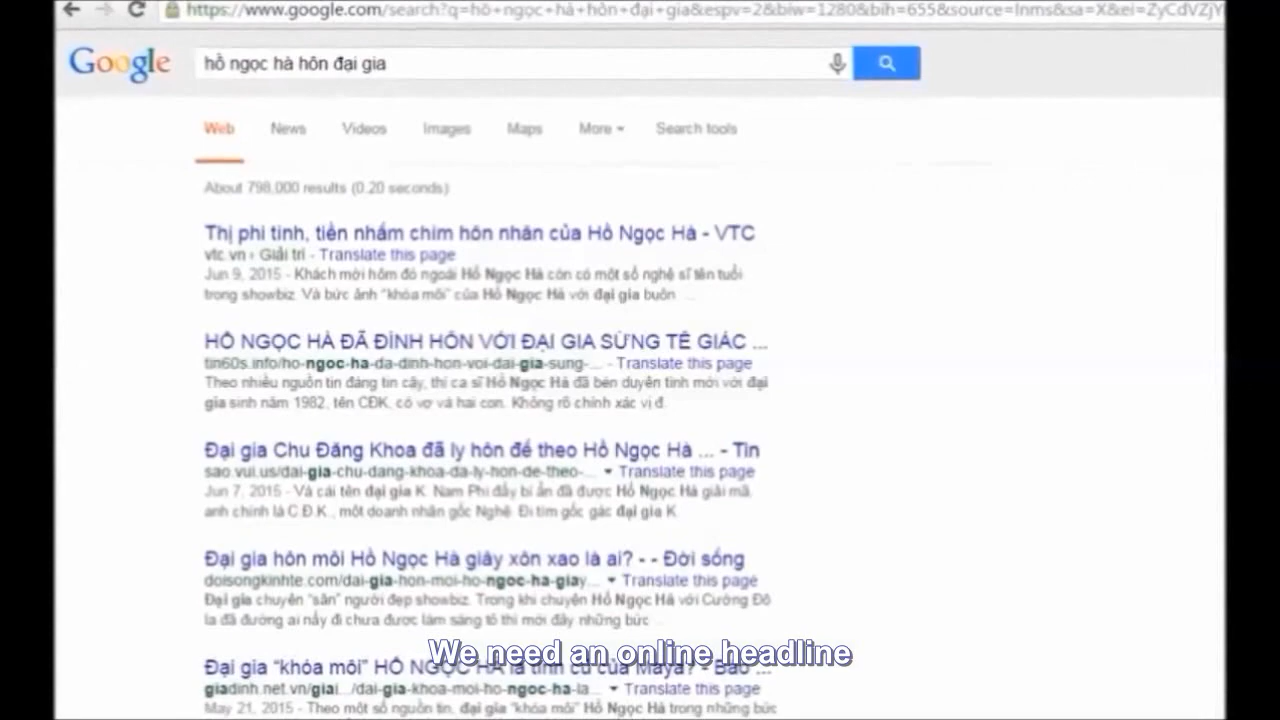 https://www.google.com/search?q=hồ+ngọc+hà+hôn+đại+gia&espv=2&biw=1280&bih=655&source=lnms&sa=X&ei=ZyCdVZjY
Google hồ ngọc hà hôn đại gia
Web News Videos Images Maps More Search tools
About 798,000 results (0.20 seconds)
Thị phi tình, tiền nhấm chìm hôn nhân của Hồ Ngọc Hà - VTC
vtc.vn › Giải trí - Translate this page
Jun 9, 2015 - Khách mời hôm đó ngoài Hồ Ngọc Hà còn có một số nghệ sĩ tên tuổi
trong showbiz. Và bức ảnh "khóa môi" của Hồ Ngọc Hà với đại gia buôn ...
HỒ NGỌC HÀ ĐÃ ĐÍNH HÔN VỚI ĐẠI GIA SỪNG TÊ GIÁC ...
tin60s.info/ho-ngoc-ha-da-dinh-hon-voi-dai-gia-sung-... - Translate this page
Theo nhiều nguồn tin đáng tin cậy, thì ca sĩ Hồ Ngọc Hà đã bén duyên tình mới với đại
gia sinh năm 1982, tên CĐK, có vợ và hai con. Không rõ chính xác vị đ.
Đại gia Chu Đăng Khoa đã ly hôn để theo Hồ Ngọc Hà ... - Tin
sao.vui.us/dai-gia-chu-dang-khoa-da-ly-hon-de-theo-... Translate this page
Jun 7, 2015 - Và cái tên đại gia K. Nam Phi đầy bí ẩn đã được Hồ Ngọc Hà giải mã.
anh chính là C.Đ.K., một doanh nhân gốc Nghệ. Đi tìm gốc gác đại gia K.
Đại gia hôn môi Hồ Ngọc Hà gây xôn xao là ai? - - Đời sống
doisongkinhte.com/dai-gia-hon-moi-ho-ngoc-ha-giay... Translate this page
Đại gia chuyên "săn" người đẹp showbiz. Trong khi chuyện Hồ Ngọc Hà với Cường Đô
la đã đường ai nấy đi chưa được làm sáng tỏ thì mới đây những bức ...
We need an online headline
Đại gia "khóa môi" HỒ NGỌC HÀ là tình cũ của Maya? - Báo ...
giadinh.net.vn/giai.../dai-gia-khoa-moi-ho-ngoc-ha-la... Translate this page
May 21, 2015 - Theo một số nguồn tin, đại gia "khóa môi" Hồ Ngọc Hà trong những bức